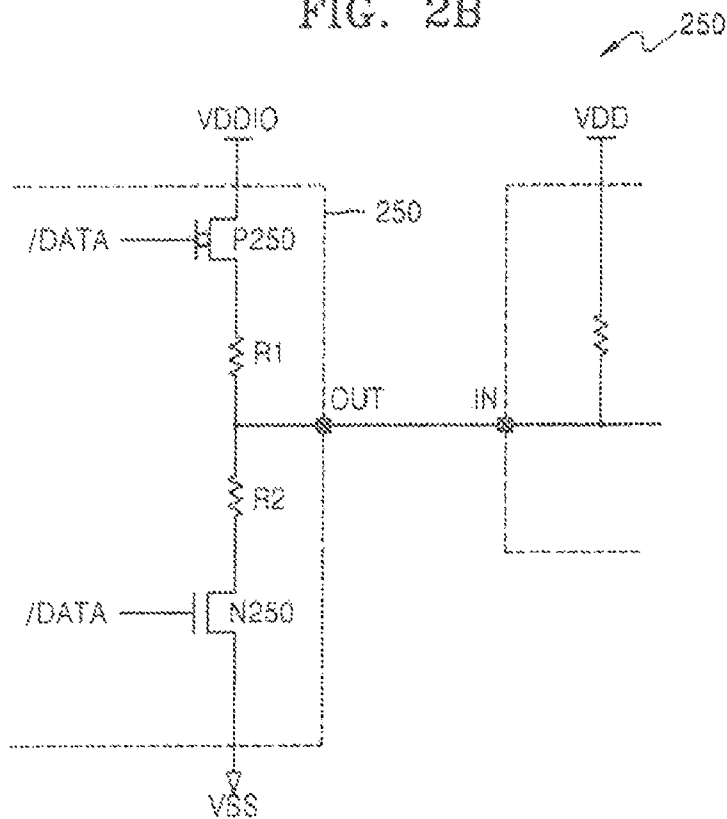 FIG. 2B
250
VDDIO
VDD
250
/DATA
P250
R1
OUT
IN
R2
/DATA
N250
VSS